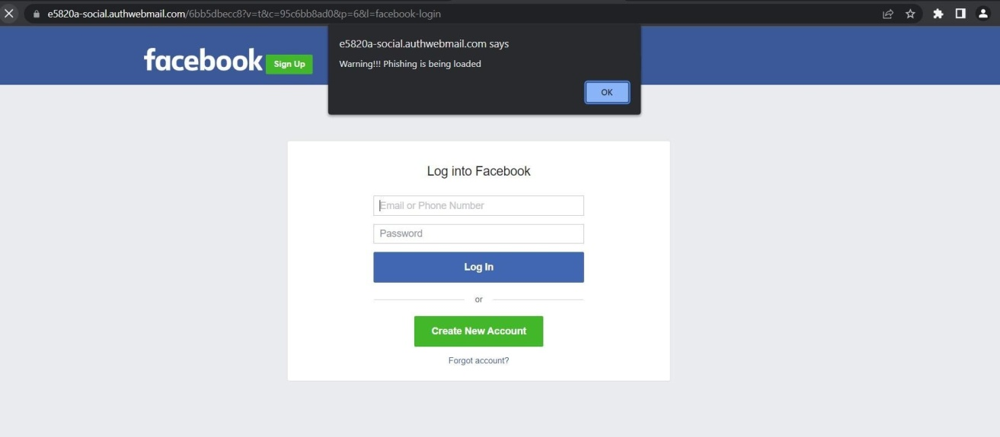 e5820a-social.authwebmail.com/6bb5dbecc8?v=t&c=95c6bb8ad0&p=6&l=facebook-login
e5820a-social.authwebmail.com says
Warning!!! Phishing is being loaded
OK
facebook
Sign Up
Log into Facebook
Email or Phone Number
Password
Log In
or
Create New Account
Forgot account?